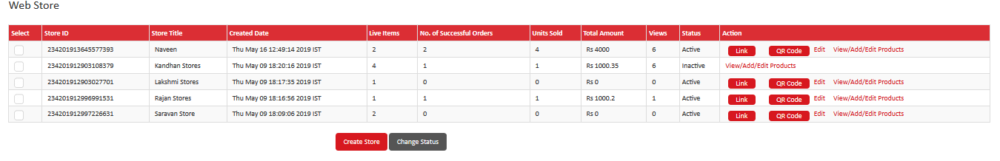 Web Store
Select Store ID Store Title Created Date Live Items No. of Successful Orders Units Sold Total Amount Views Status Action
234201913645577393 Naveen Thu May 16 12:49:14 2019 IST 2 2 4 Rs 4000 6 Active Link QR Code Edit View/Add/Edit Products
234201912903108379 Kandhan Stores Thu May 09 18:20:16 2019 IST 4 1 1 Rs 1000.35 6 Inactive View/Add/Edit Products
234201912903027701 Lakshmi Stores Thu May 09 18:17:35 2019 IST 1 0 0 Rs 0 0 Active Link QR Code Edit View/Add/Edit Products
234201912996991531 Rajan Stores Thu May 09 18:16:56 2019 IST 1 1 1 Rs 1000.2 1 Active Link QR Code Edit View/Add/Edit Products
234201912997226631 Saravan Store Thu May 09 18:09:06 2019 IST 2 0 0 Rs 0 0 Active Link QR Code Edit View/Add/Edit Products
Create Store Change Status